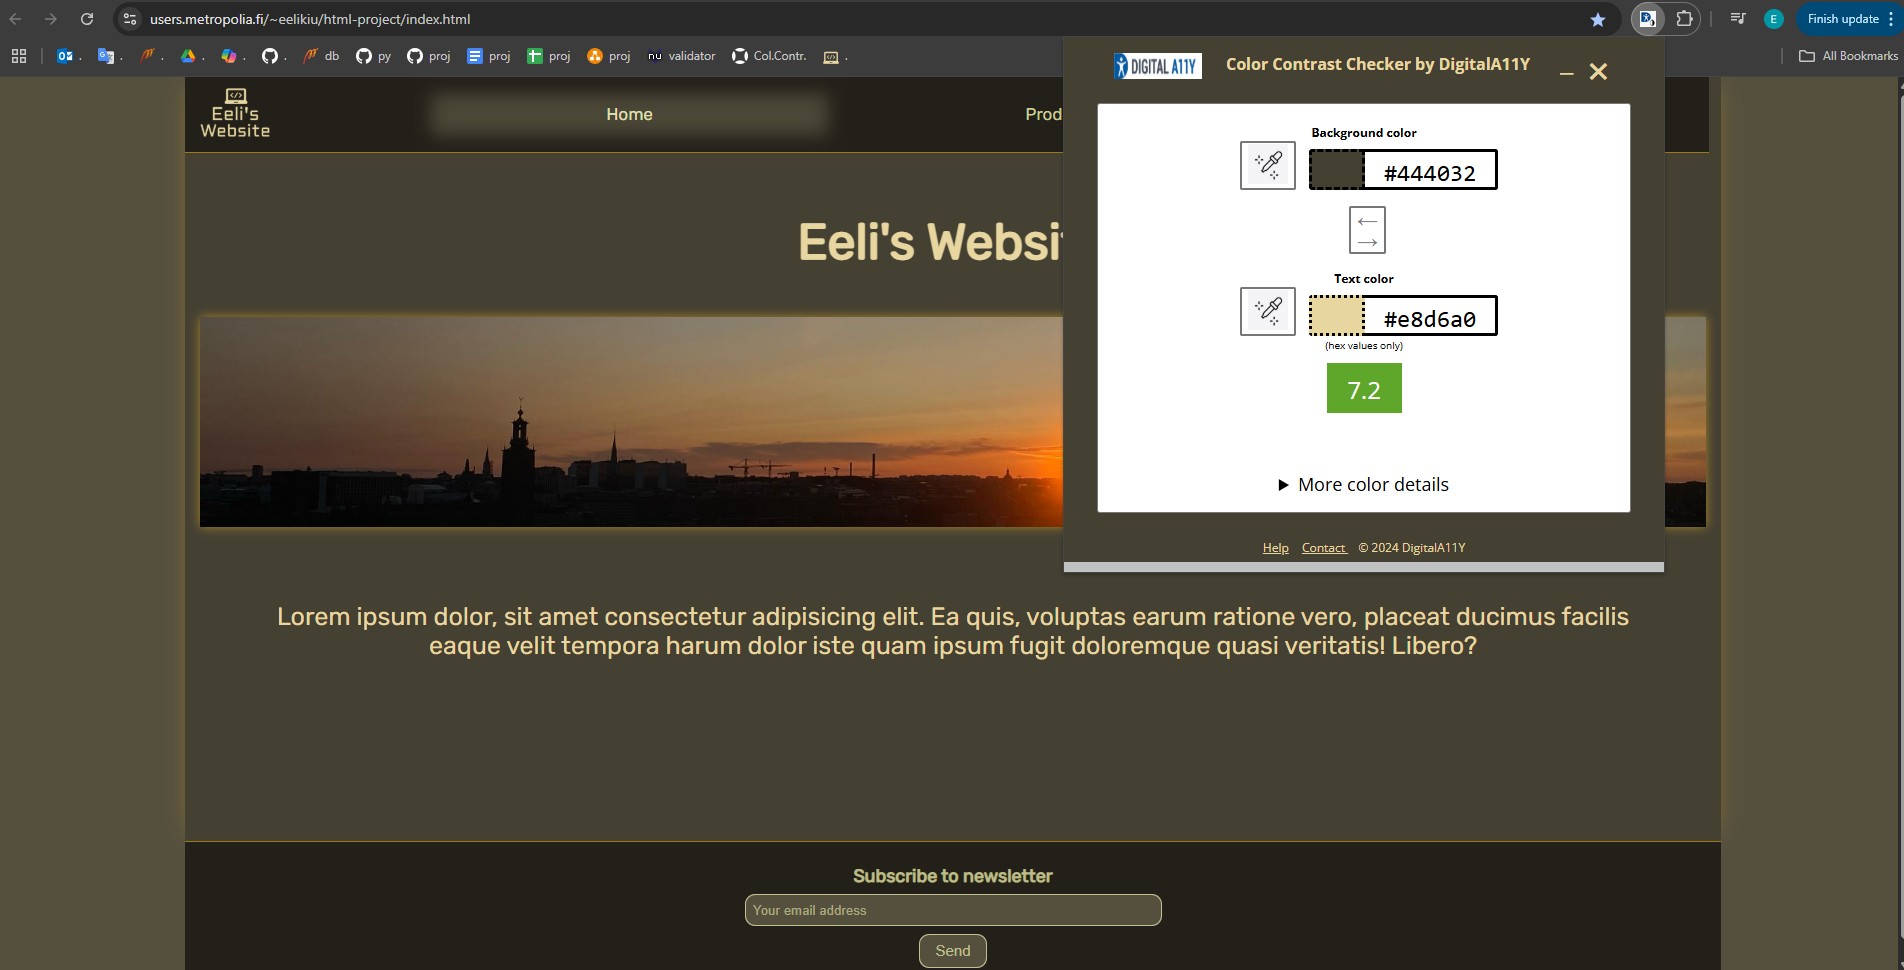 users.metropolia.fi/~eelikiu/html-project/index.html
E
Finish update
. . . . . . db py proj proj proj proj validator Col.Contr. .
All Bookmarks
DIGITAL A11Y
Color Contrast Checker by DigitalA11Y
Eeli's
Website
Home
Prod
Background color
#444032
Text color
#e8d6a0
(hex values only)
7.2
More color details
Help Contact © 2024 DigitalA11Y
Eeli's Websi
Lorem ipsum dolor, sit amet consectetur adipisicing elit. Ea quis, voluptas earum ratione vero, placeat ducimus facilis
eaque velit tempora harum dolor iste quam ipsum fugit doloremque quasi veritatis! Libero?
Subscribe to newsletter
Your email address
Send